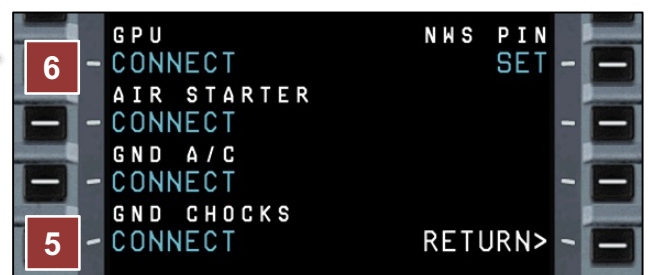 GPU NWS PIN
6 CONNECT SET
AIR STARTER
CONNECT
GND A/C
CONNECT
GND CHOCKS
5 CONNECT RETURN>